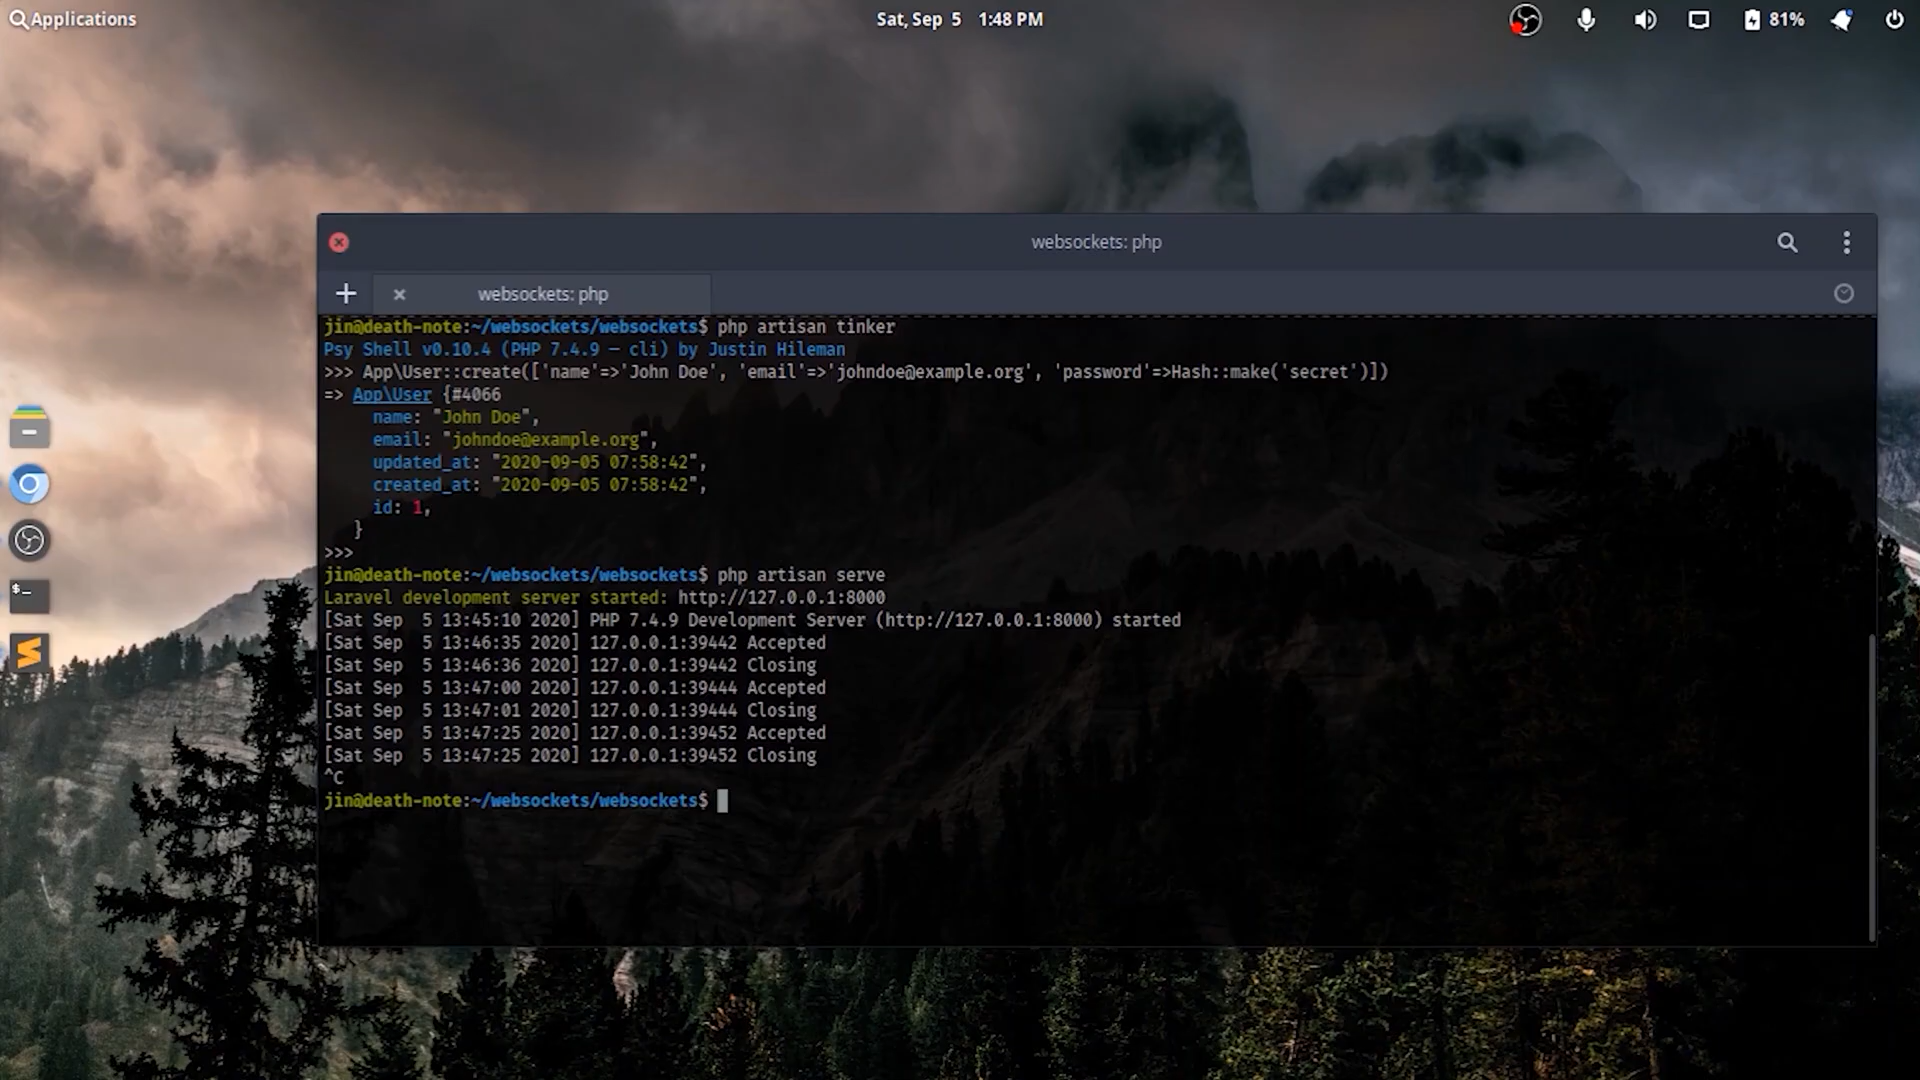 Applications
Sat, Sep  5   1:48 PM
81%
websockets: php
websockets: php
jin@death-note:~/websockets/websockets$ php artisan tinker
Psy Shell v0.10.4 (PHP 7.4.9 — cli) by Justin Hileman
>>> App\User::create(['name'=>'John Doe', 'email'=>'johndoe@example.org', 'password'=>Hash::make('secret')])
=> App\User {#4066
     name: "John Doe",
     email: "johndoe@example.org",
     updated_at: "2020-09-05 07:58:42",
     created_at: "2020-09-05 07:58:42",
     id: 1,
   }
>>>
jin@death-note:~/websockets/websockets$ php artisan serve
Laravel development server started: http://127.0.0.1:8000
[Sat Sep  5 13:45:10 2020] PHP 7.4.9 Development Server (http://127.0.0.1:8000) started
[Sat Sep  5 13:46:35 2020] 127.0.0.1:39442 Accepted
[Sat Sep  5 13:46:36 2020] 127.0.0.1:39442 Closing
[Sat Sep  5 13:47:00 2020] 127.0.0.1:39444 Accepted
[Sat Sep  5 13:47:01 2020] 127.0.0.1:39444 Closing
[Sat Sep  5 13:47:25 2020] 127.0.0.1:39452 Accepted
[Sat Sep  5 13:47:25 2020] 127.0.0.1:39452 Closing
^C
jin@death-note:~/websockets/websockets$